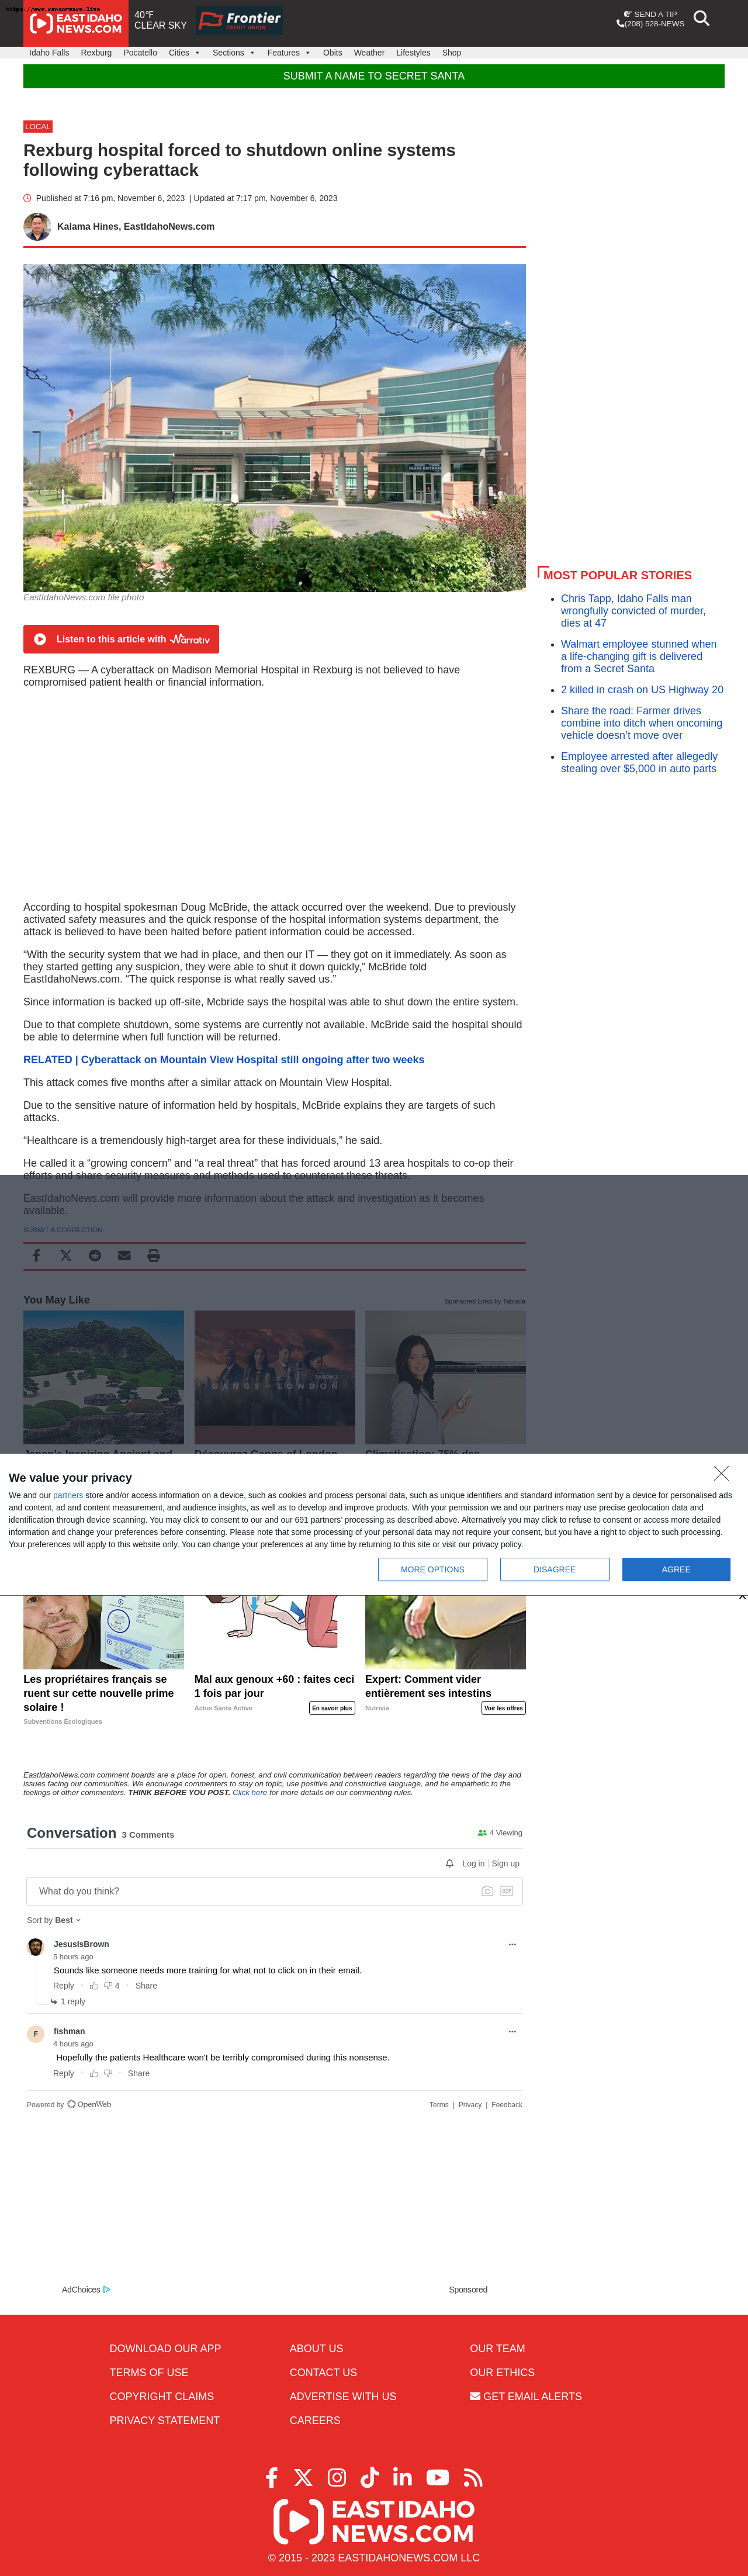 https://www.ransomware.live
EAST IDAHO
NEWS.COM
40℉
CLEAR SKY
Frontier
CREDIT UNION
SEND A TIP
(208) 528-NEWS
Idaho Falls Rexburg Pocatello Cities Sections Features Obits Weather Lifestyles Shop
SUBMIT A NAME TO SECRET SANTA
LOCAL
Rexburg hospital forced to shutdown online systems
following cyberattack
Published at 7:16 pm, November 6, 2023 | Updated at 7:17 pm, November 6, 2023
Kalama Hines, EastIdahoNews.com
MAIN ENTRANCE
EastIdahoNews.com file photo
Listen to this article with Narrativ
REXBURG — A cyberattack on Madison Memorial Hospital in Rexburg is not believed to have
compromised patient health or financial information.
According to hospital spokesman Doug McBride, the attack occurred over the weekend. Due to previously
activated safety measures and the quick response of the hospital information systems department, the
attack is believed to have been halted before patient information could be accessed.
“With the security system that we had in place, and then our IT — they got on it immediately. As soon as
they started getting any suspicion, they were able to shut it down quickly,” McBride told
EastIdahoNews.com. “The quick response is what really saved us.”
Since information is backed up off-site, Mcbride says the hospital was able to shut down the entire system.
Due to that complete shutdown, some systems are currently not available. McBride said the hospital should
be able to determine when full function will be returned.
RELATED | Cyberattack on Mountain View Hospital still ongoing after two weeks
This attack comes five months after a similar attack on Mountain View Hospital.
Due to the sensitive nature of information held by hospitals, McBride explains they are targets of such
attacks.
“Healthcare is a tremendously high-target area for these individuals,” he said.
He called it a “growing concern” and “a real threat” that has forced around 13 area hospitals to co-op their
efforts and share security measures and methods used to counteract these threats.
EastIdahoNews.com will provide more information about the attack and investigation as it becomes
available.
SUBMIT A CORRECTION
MOST POPULAR STORIES
Chris Tapp, Idaho Falls man
wrongfully convicted of murder,
dies at 47
Walmart employee stunned when
a life-changing gift is delivered
from a Secret Santa
2 killed in crash on US Highway 20
Share the road: Farmer drives
combine into ditch when oncoming
vehicle doesn’t move over
Employee arrested after allegedly
stealing over $5,000 in auto parts
You May Like
Sponsored Links by Taboola
GANGS OF LONDON
Japan's Inspiring Ancient and
Découvrez Gangs of London
Climatisation: 75% des
We value your privacy
We and our partners store and/or access information on a device, such as cookies and process personal data, such as unique identifiers and standard information sent by a device for personalised ads
and content, ad and content measurement, and audience insights, as well as to develop and improve products. With your permission we and our partners may use precise geolocation data and
identification through device scanning. You may click to consent to our and our 691 partners' processing as described above. Alternatively you may click to refuse to consent or access more detailed
information and change your preferences before consenting. Please note that some processing of your personal data may not require your consent, but you have a right to object to such processing.
Your preferences will apply to this website only. You can change your preferences at any time by returning to this site or visit our privacy policy.
MORE OPTIONS
DISAGREE
AGREE
Les propriétaires français se
ruent sur cette nouvelle prime
solaire !
Subventions Écologiques
Mal aux genoux +60 : faites ceci
1 fois par jour
Actus Santé Active
En savoir plus
Expert: Comment vider
entièrement ses intestins
Nutrivia
Voir les offres
EastIdahoNews.com comment boards are a place for open, honest, and civil communication between readers regarding the news of the day and
issues facing our communities. We encourage commenters to stay on topic, use positive and constructive language, and be empathetic to the
feelings of other commenters. THINK BEFORE YOU POST. Click here for more details on our commenting rules.
Conversation 3 Comments
4 Viewing
Log in Sign up
What do you think?
GIF
Sort by Best
JesusIsBrown
5 hours ago
Sounds like someone needs more training for what not to click on in their email.
Reply 4 Share
1 reply
F
fishman
4 hours ago
Hopefully the patients Healthcare won't be terribly compromised during this nonsense.
Reply Share
Powered by OpenWeb
Terms | Privacy | Feedback
AdChoices
Sponsored
DOWNLOAD OUR APP
TERMS OF USE
COPYRIGHT CLAIMS
PRIVACY STATEMENT
ABOUT US
CONTACT US
ADVERTISE WITH US
CAREERS
OUR TEAM
OUR ETHICS
GET EMAIL ALERTS
EAST IDAHO
NEWS.COM
© 2015 - 2023 EASTIDAHONEWS.COM LLC